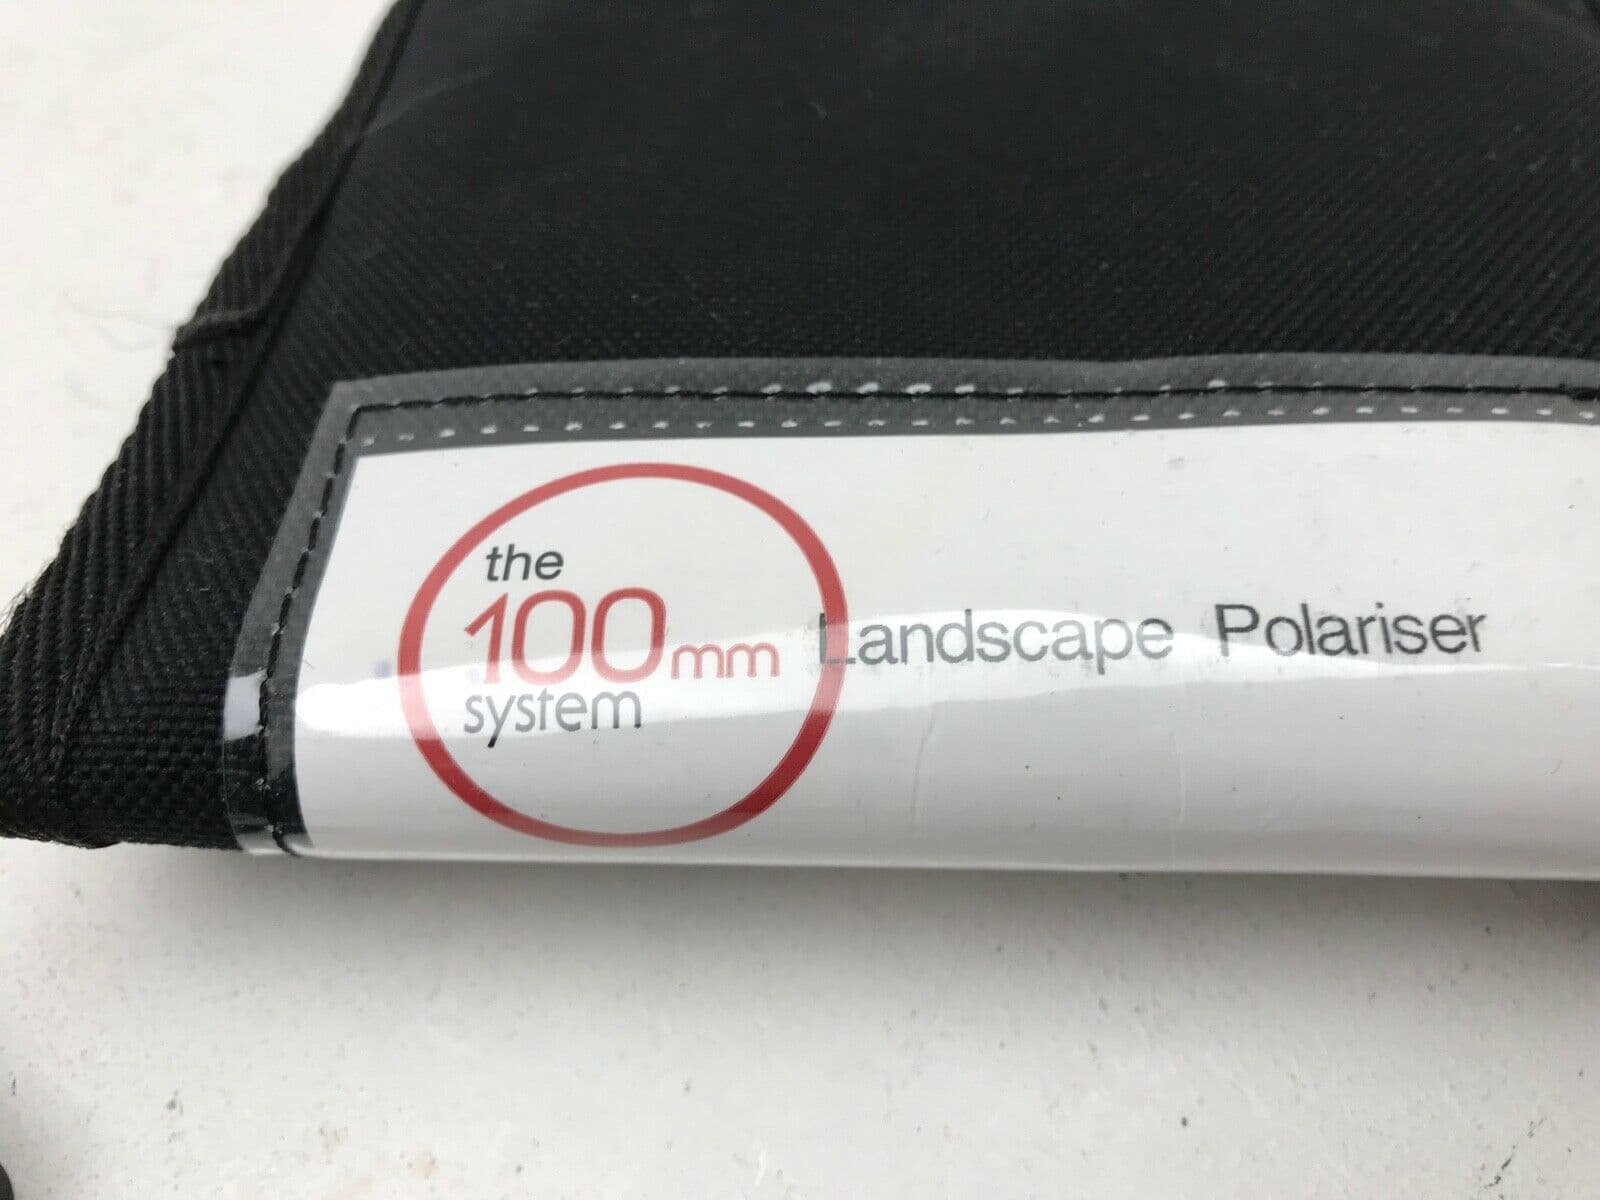 the
100mm
system
Landscape Polariser